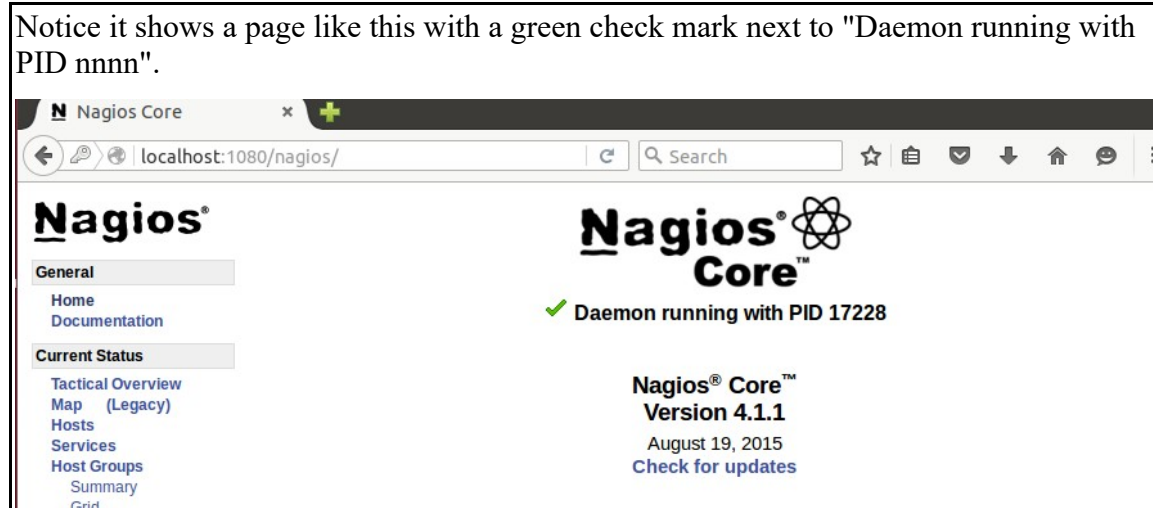 Notice it shows a page like this with a green check mark next to "Daemon running with
PID nnnn".
N Nagios Core
localhost:1080/nagios/
Search
Nagios®
General
Home
Documentation
Current Status
Tactical Overview
Map (Legacy)
Hosts
Services
Host Groups
Summary
Grid
Nagios®
Core™
Daemon running with PID 17228
Nagios® Core™
Version 4.1.1
August 19, 2015
Check for updates